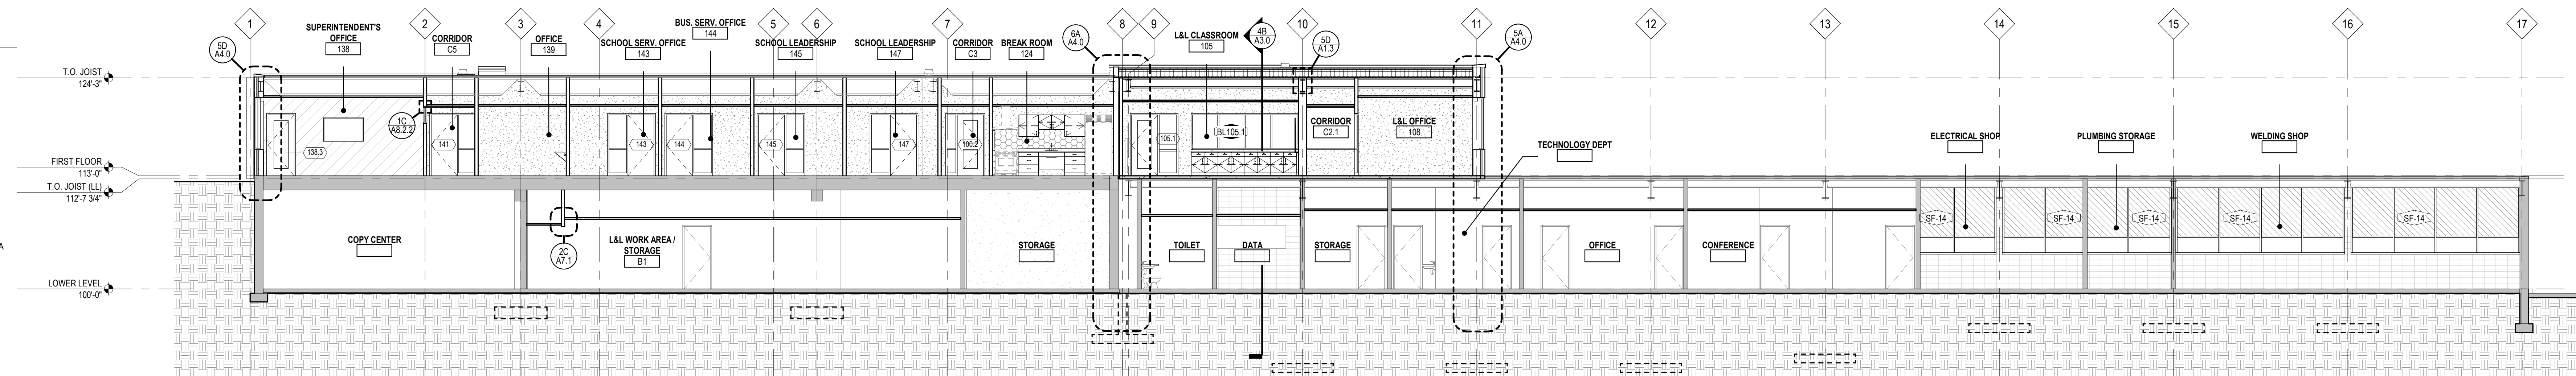 1
2
3
4
5
6
7
8
9
10
11
12
13
14
15
16
17
5D
A4.0
SUPERINTENDENT'S
OFFICE
138
CORRIDOR
C5
OFFICE
139
SCHOOL SERV. OFFICE
143
BUS. SERV. OFFICE
144
SCHOOL LEADERSHIP
145
SCHOOL LEADERSHIP
147
CORRIDOR
C3
BREAK ROOM
124
6A
A4.0
L&L CLASSROOM
105
4B
A3.0
5D
A1.3
5A
A4.0
T.O. JOIST
124'-3"
1C
A8.2.2
138.3
141
143
144
145
147
100.2
105.1
BL105.1
CORRIDOR
C2.1
L&L OFFICE
108
TECHNOLOGY DEPT
ELECTRICAL SHOP
PLUMBING STORAGE
WELDING SHOP
FIRST FLOOR
113'-0"
T.O. JOIST (LL)
112'-7 3/4"
SF-14
SF-14
SF-14
SF-14
SF-14
COPY CENTER
2C
A7.1
L&L WORK AREA /
STORAGE
B1
STORAGE
TOILET
DATA
STORAGE
OFFICE
CONFERENCE
LOWER LEVEL
100'-0"
A